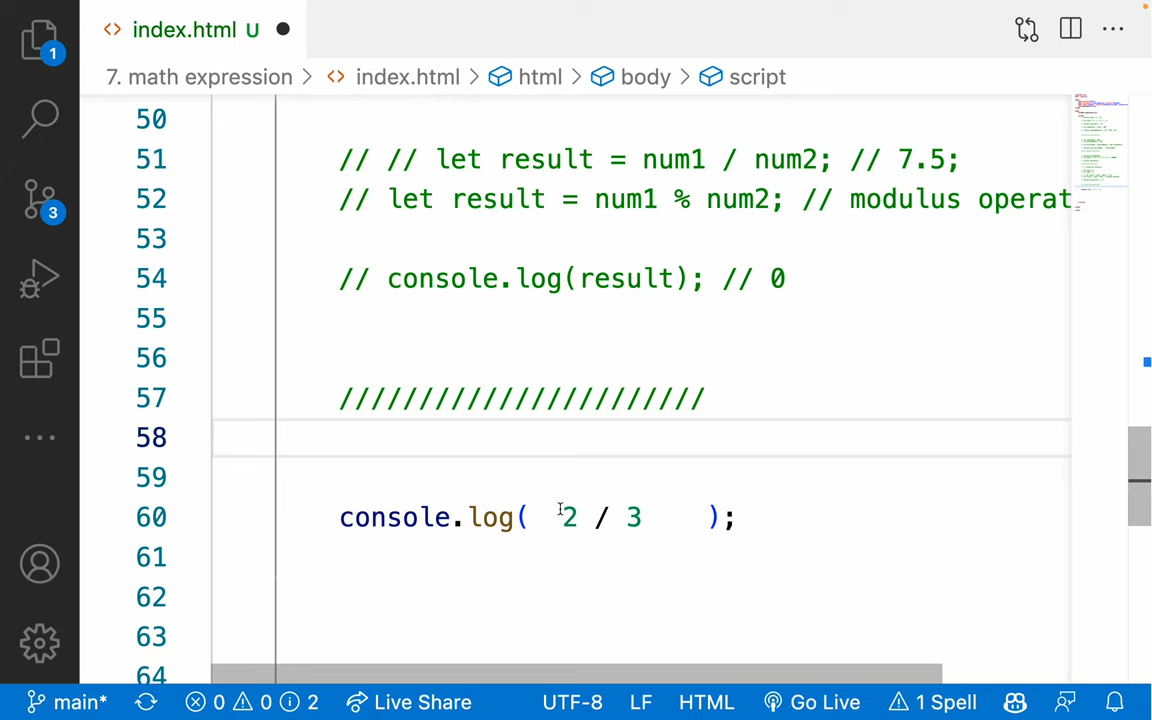 index.html U
7. math expression > index.html > html > body > script
50
51 // // let result = num1 / num2; // 7.5;
52 // let result = num1 % num2; // modulus operat
53
54 // console.log(result); // 0
55
56
57 ///////////////////////
58
59
60 console.log( 2 / 3 );
61
62
63
64
1
3
main* 0 0 2 Live Share UTF-8 LF HTML Go Live 1 Spell